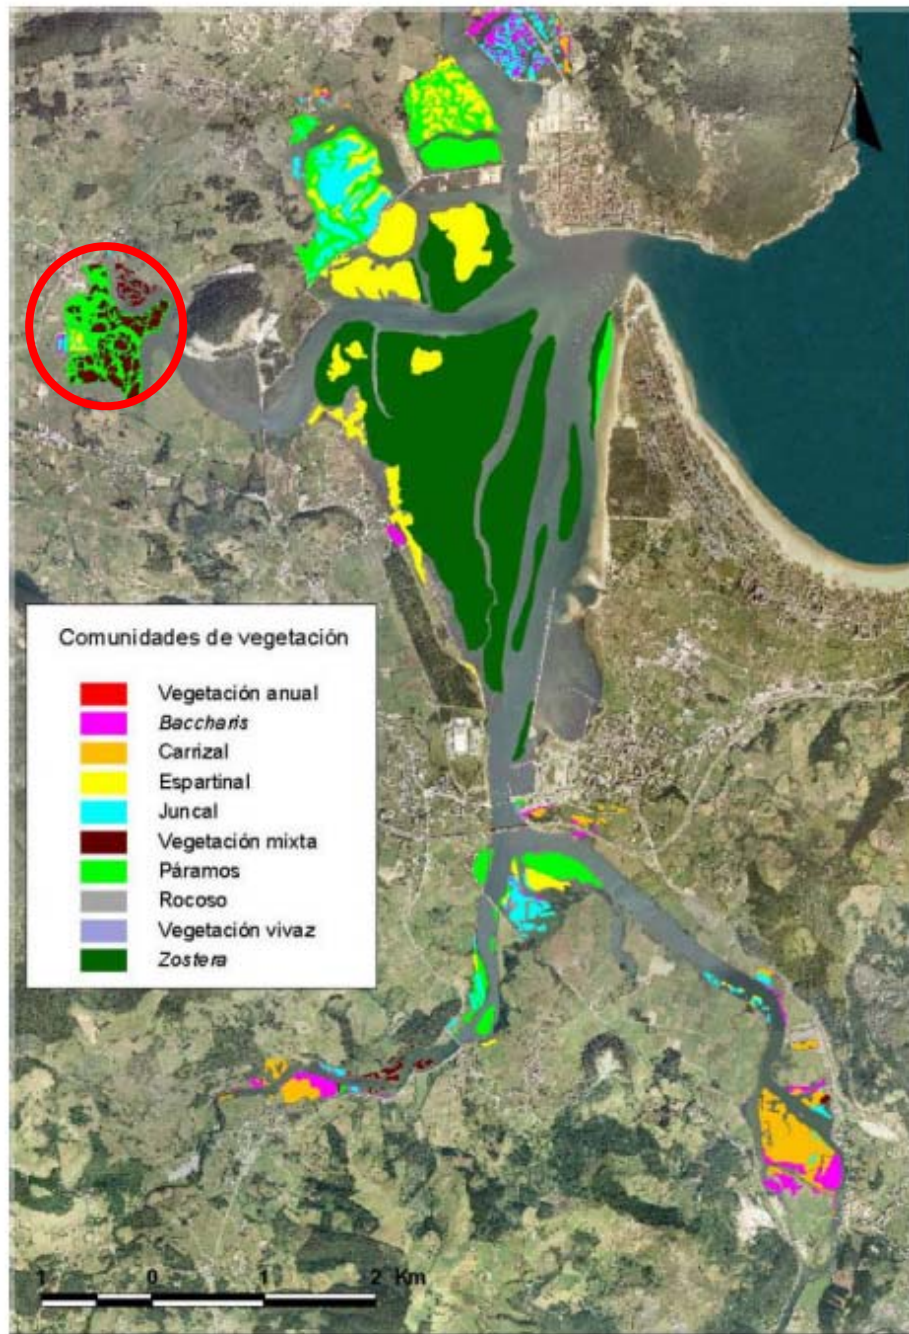 Comunidades de vegetación
Vegetación anual
Baccharis
Carrizal
Espartinal
Juncal
Vegetación mixta
Páramos
Rocoso
Vegetación vivaz
Zostera
1 0 1 2 Km